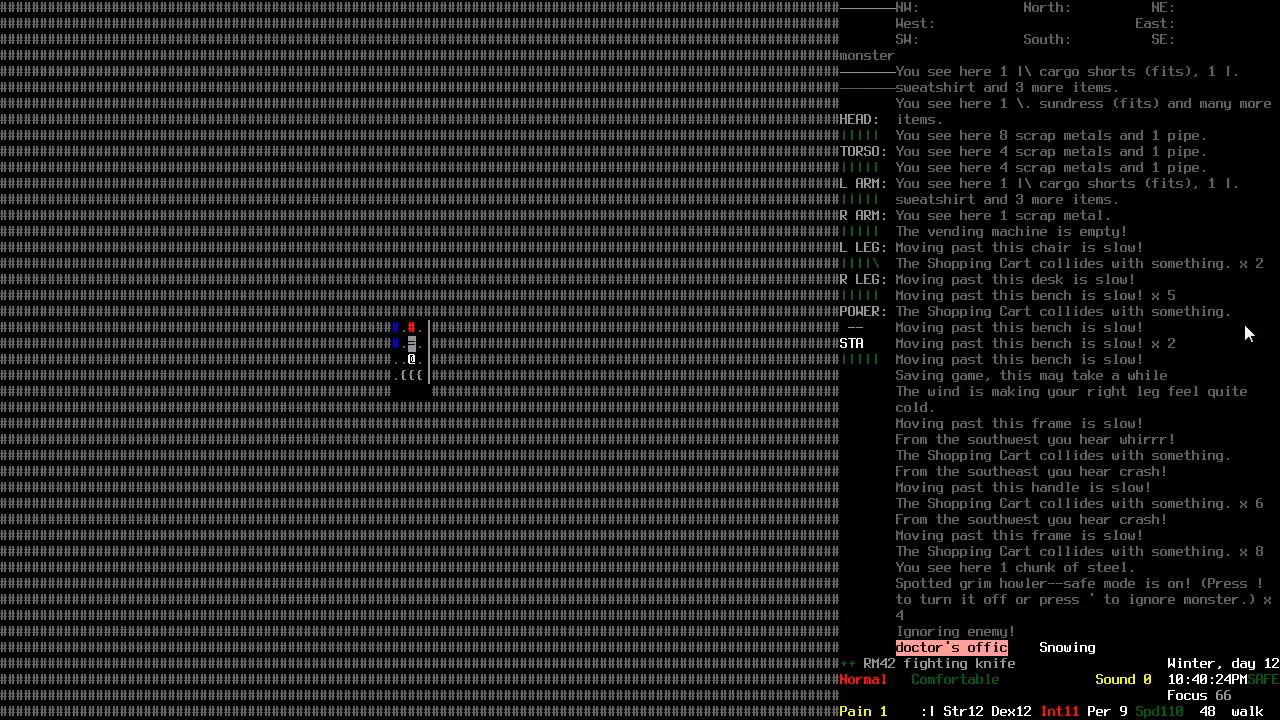 NW: North: NE:
West: East:
SW: South: SE:
monster
You see here 1 |\ cargo shorts (fits), 1 |.
sweatshirt and 3 more items.
You see here 1 \. sundress (fits) and many more
HEAD: items.
||||| You see here 8 scrap metals and 1 pipe.
TORSO: You see here 4 scrap metals and 1 pipe.
||||| You see here 4 scrap metals and 1 pipe.
L ARM: You see here 1 |\ cargo shorts (fits), 1 |.
||||| sweatshirt and 3 more items.
R ARM: You see here 1 scrap metal.
||||| The vending machine is empty!
L LEG: Moving past this chair is slow!
||||\ The Shopping Cart collides with something. x 2
R LEG: Moving past this desk is slow!
||||| Moving past this bench is slow! x 5
POWER: The Shopping Cart collides with something.
-- Moving past this bench is slow!
STA Moving past this bench is slow! x 2
||||| Moving past this bench is slow!
Saving game, this may take a while
The wind is making your right leg feel quite
cold.
Moving past this frame is slow!
From the southwest you hear whirrr!
The Shopping Cart collides with something.
From the southeast you hear crash!
Moving past this handle is slow!
The Shopping Cart collides with something. x 6
From the southwest you hear crash!
Moving past this frame is slow!
The Shopping Cart collides with something. x 8
You see here 1 chunk of steel.
Spotted grim howler--safe mode is on! (Press !
to turn it off or press ' to ignore monster.) x
4
Ignoring enemy!
doctor's offic Snowing
++ RM42 fighting knife Winter, day 12
Normal Comfortable Sound 0 10:40:24PM SAFE
Focus 66
Pain 1 :| Str12 Dex12 Int11 Per 9 Spd110 48 walk